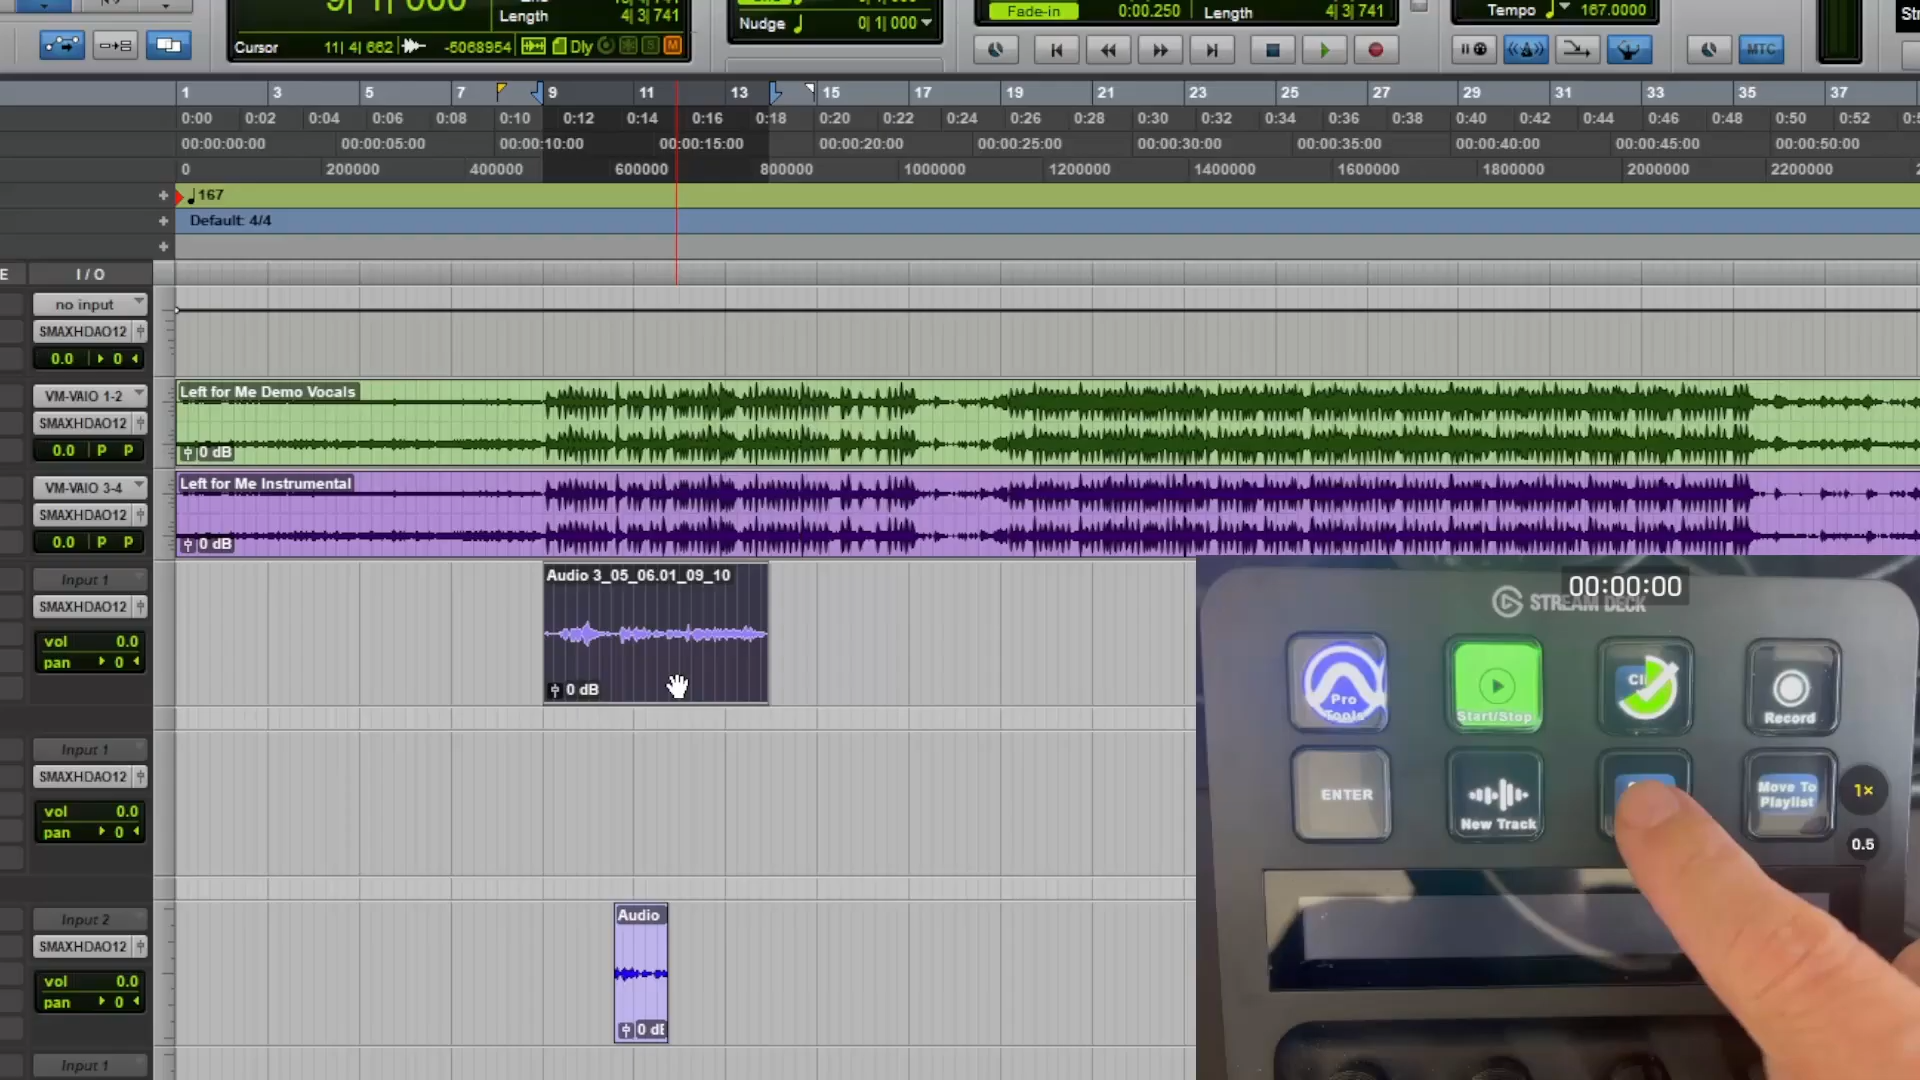 9| 1| 000
Length 4| 3| 741
Cursor 11| 4| 662 -5068954 Dly S M
Nudge 0| 1| 000
Fade-in 0:00.250 Length 4| 3| 741
Tempo 167.0000
MTC
1 3 5 7 9 11 13 15 17 19 21 23 25 27 29 31 33 35 37
0:00 0:02 0:04 0:06 0:08 0:10 0:12 0:14 0:16 0:18 0:20 0:22 0:24 0:26 0:28 0:30 0:32 0:34 0:36 0:38 0:40 0:42 0:44 0:46 0:48 0:50 0:52
00:00:00:00 00:00:05:00 00:00:10:00 00:00:15:00 00:00:20:00 00:00:25:00 00:00:30:00 00:00:35:00 00:00:40:00 00:00:45:00 00:00:50:00
0 200000 400000 600000 800000 1000000 1200000 1400000 1600000 1800000 2000000 2200000
167
Default: 4/4
E I / O
no input
SMAXHDAO12
0.0 0
VM-VAIO 1-2
SMAXHDAO12
0.0 P P
Left for Me Demo Vocals
0 dB
VM-VAIO 3-4
SMAXHDAO12
0.0 P P
Left for Me Instrumental
0 dB
Input 1
SMAXHDAO12
vol 0.0
pan 0
Audio 3_05_06.01_09_10
0 dB
Input 1
SMAXHDAO12
vol 0.0
pan 0
Input 2
SMAXHDAO12
vol 0.0
pan 0
Audio
0 dB
Input 1
00:00:00
STREAM DECK
Pro Tools
Start/Stop
Record
ENTER
New Track
Move To Playlist
1×
0.5